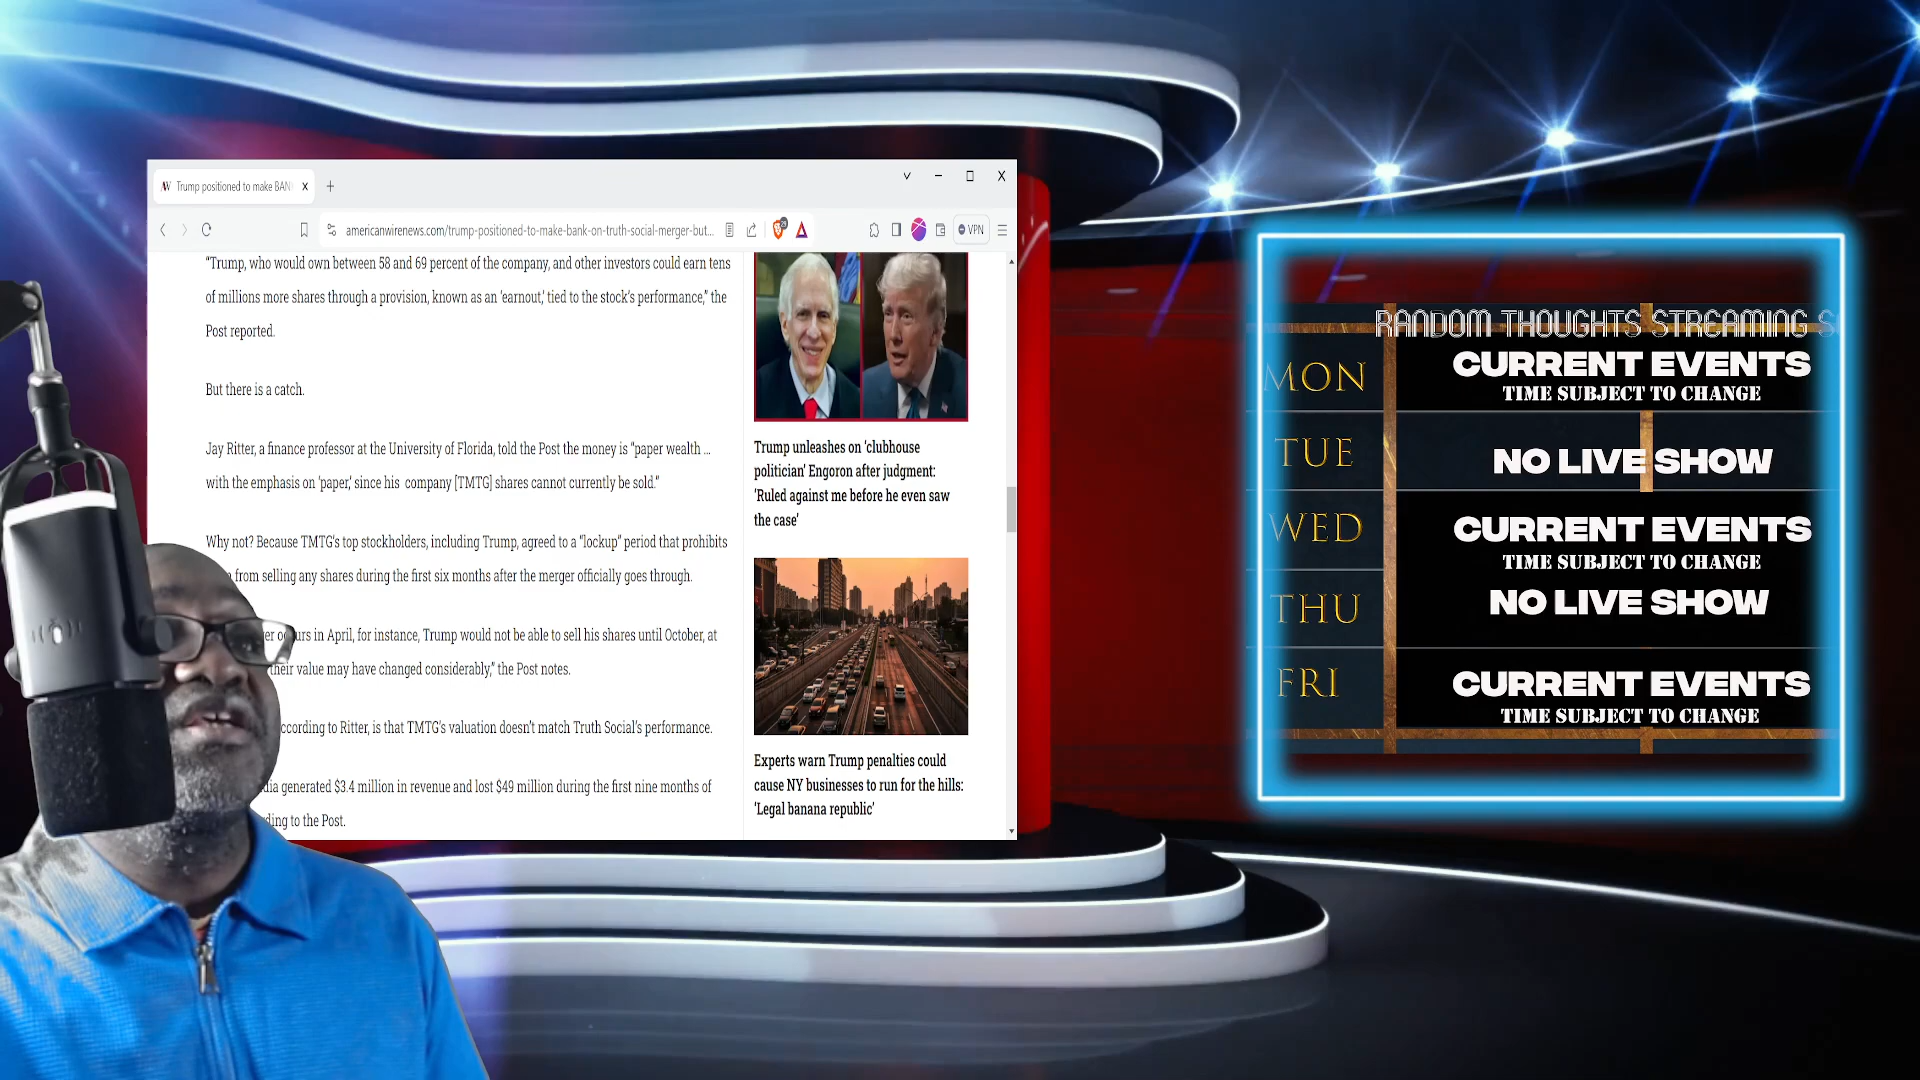 Trump positioned to make BAN
americanwirenews.com/trump-positioned-to-make-bank-on-truth-social-merger-but...
VPN
“Trump, who would own between 58 and 69 percent of the company, and other investors could earn tens
of millions more shares through a provision, known as an ‘earnout,’ tied to the stock’s performance,” the
Post reported.
But there is a catch.
Jay Ritter, a finance professor at the University of Florida, told the Post the money is “paper wealth ...
with the emphasis on ‘paper,’ since his company [TMTG] shares cannot currently be sold.”
Why not? Because TMTG’s top stockholders, including Trump, agreed to a “lockup” period that prohibits
from selling any shares during the first six months after the merger officially goes through.
occurs in April, for instance, Trump would not be able to sell his shares until October, at
their value may have changed considerably,” the Post notes.
according to Ritter, is that TMTG’s valuation doesn’t match Truth Social’s performance.
generated $3.4 million in revenue and lost $49 million during the first nine months of
to the Post.
Trump unleashes on ‘clubhouse
politician’ Engoron after judgment:
‘Ruled against me before he even saw
the case’
Experts warn Trump penalties could
cause NY businesses to run for the hills:
‘Legal banana republic’
RANDOM THOUGHTS STREAMING S
MON
CURRENT EVENTS
TIME SUBJECT TO CHANGE
TUE
NO LIVE SHOW
WED
CURRENT EVENTS
TIME SUBJECT TO CHANGE
THU
NO LIVE SHOW
FRI
CURRENT EVENTS
TIME SUBJECT TO CHANGE